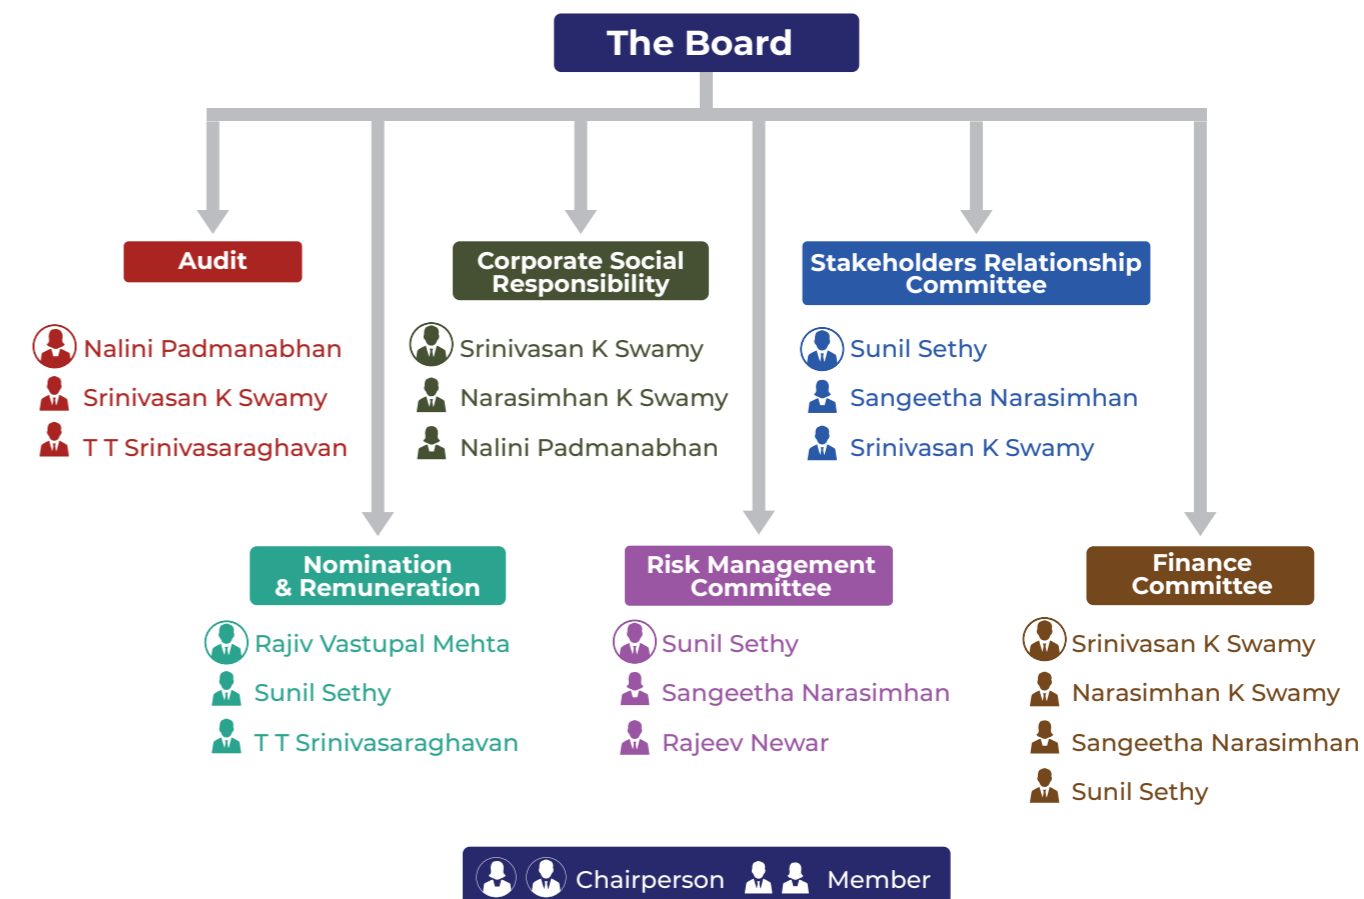 The Board
Audit
Nalini Padmanabhan
Srinivasan K Swamy
T T Srinivasaraghavan
Corporate Social
Responsibility
Srinivasan K Swamy
Narasimhan K Swamy
Nalini Padmanabhan
Stakeholders Relationship
Committee
Sunil Sethy
Sangeetha Narasimhan
Srinivasan K Swamy
Nomination
& Remuneration
Rajiv Vastupal Mehta
Sunil Sethy
T T Srinivasaraghavan
Risk Management
Committee
Sunil Sethy
Sangeetha Narasimhan
Rajeev Newar
Finance
Committee
Srinivasan K Swamy
Narasimhan K Swamy
Sangeetha Narasimhan
Sunil Sethy
Chairperson Member